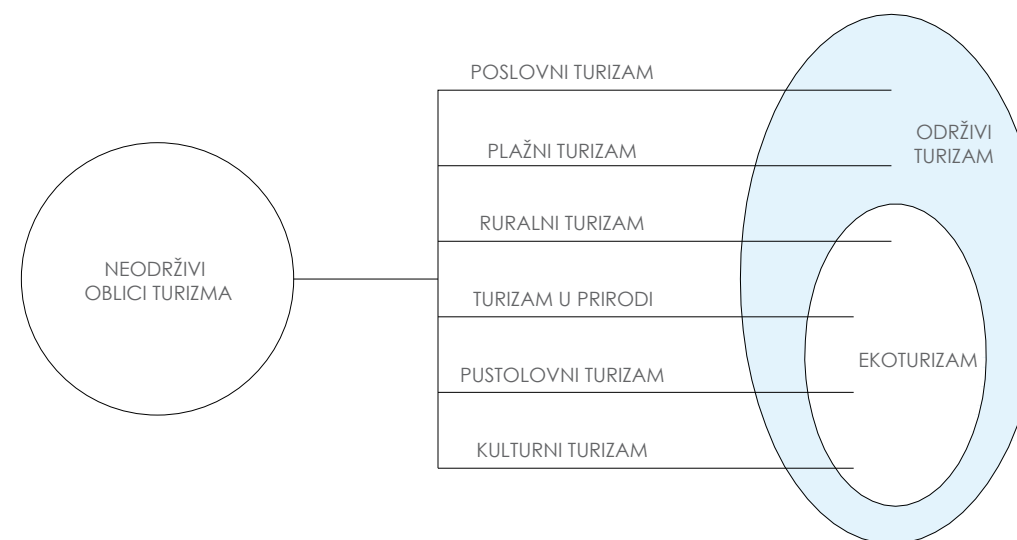 POSLOVNI TURIZAM
PLAŽNI TURIZAM
RURALNI TURIZAM
TURIZAM U PRIRODI
PUSTOLOVNI TURIZAM
KULTURNI TURIZAM
NEODRŽIVI
OBLICI TURIZMA
ODRŽIVI
TURIZAM
EKOTURIZAM